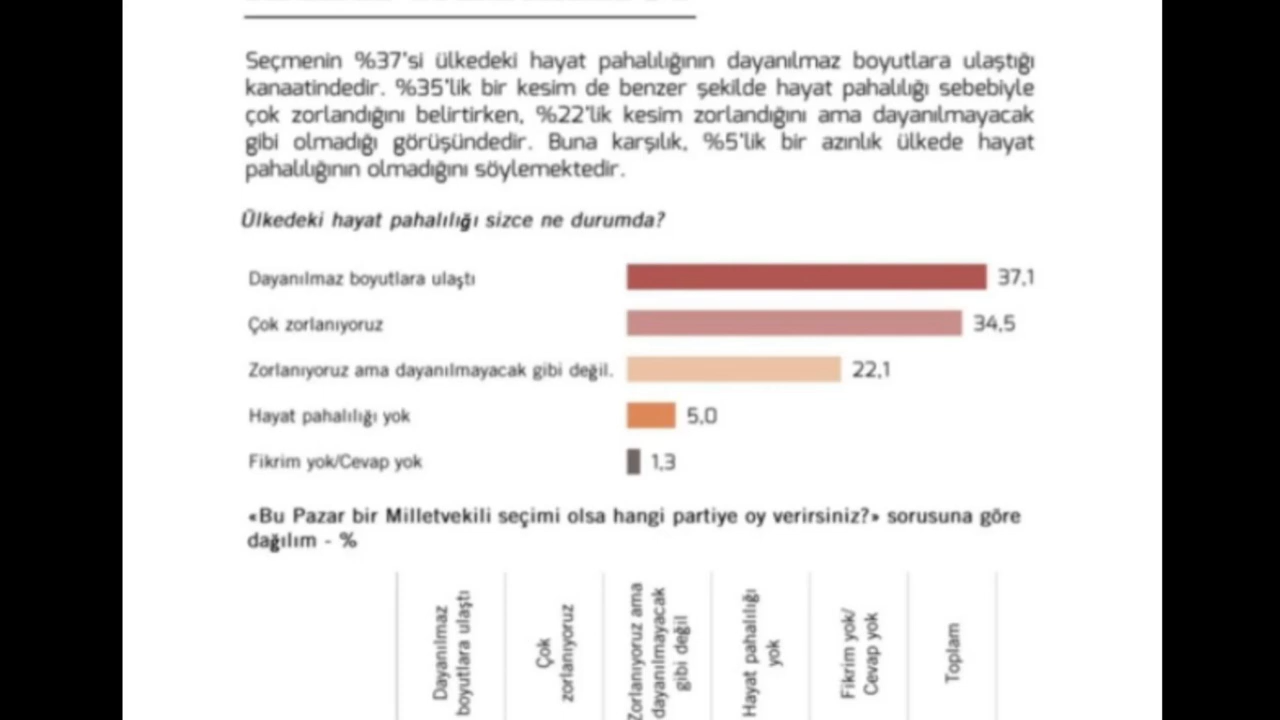 Seçmenin %37'si ülkedeki hayat pahalılığının dayanılmaz boyutlara ulaştığı
kanaatindedir. %35'lik bir kesim de benzer şekilde hayat pahalılığı sebebiyle
çok zorlandığını belirtirken, %22'lik kesim zorlandığını ama dayanılmayacak
gibi olmadığı görüşündedir. Buna karşılık, %5'lik bir azınlık ülkede hayat
pahalılığının olmadığını söylemektedir.
Ülkedeki hayat pahalılığı sizce ne durumda?
Dayanılmaz boyutlara ulaştı 37,1
Çok zorlanıyoruz 34,5
Zorlanıyoruz ama dayanılmayacak gibi değil. 22,1
Hayat pahalılığı yok 5,0
Fikrim yok/Cevap yok 1,3
«Bu Pazar bir Milletvekili seçimi olsa hangi partiye oy verirsiniz?» sorusuna göre
dağılım - %
Dayanılmaz
boyutlara ulaştı
Çok
zorlanıyoruz
Zorlanıyoruz ama
dayanılmayacak
gibi değil
Hayat pahalılığı
yok
Fikrim yok/
Cevap yok
Toplam